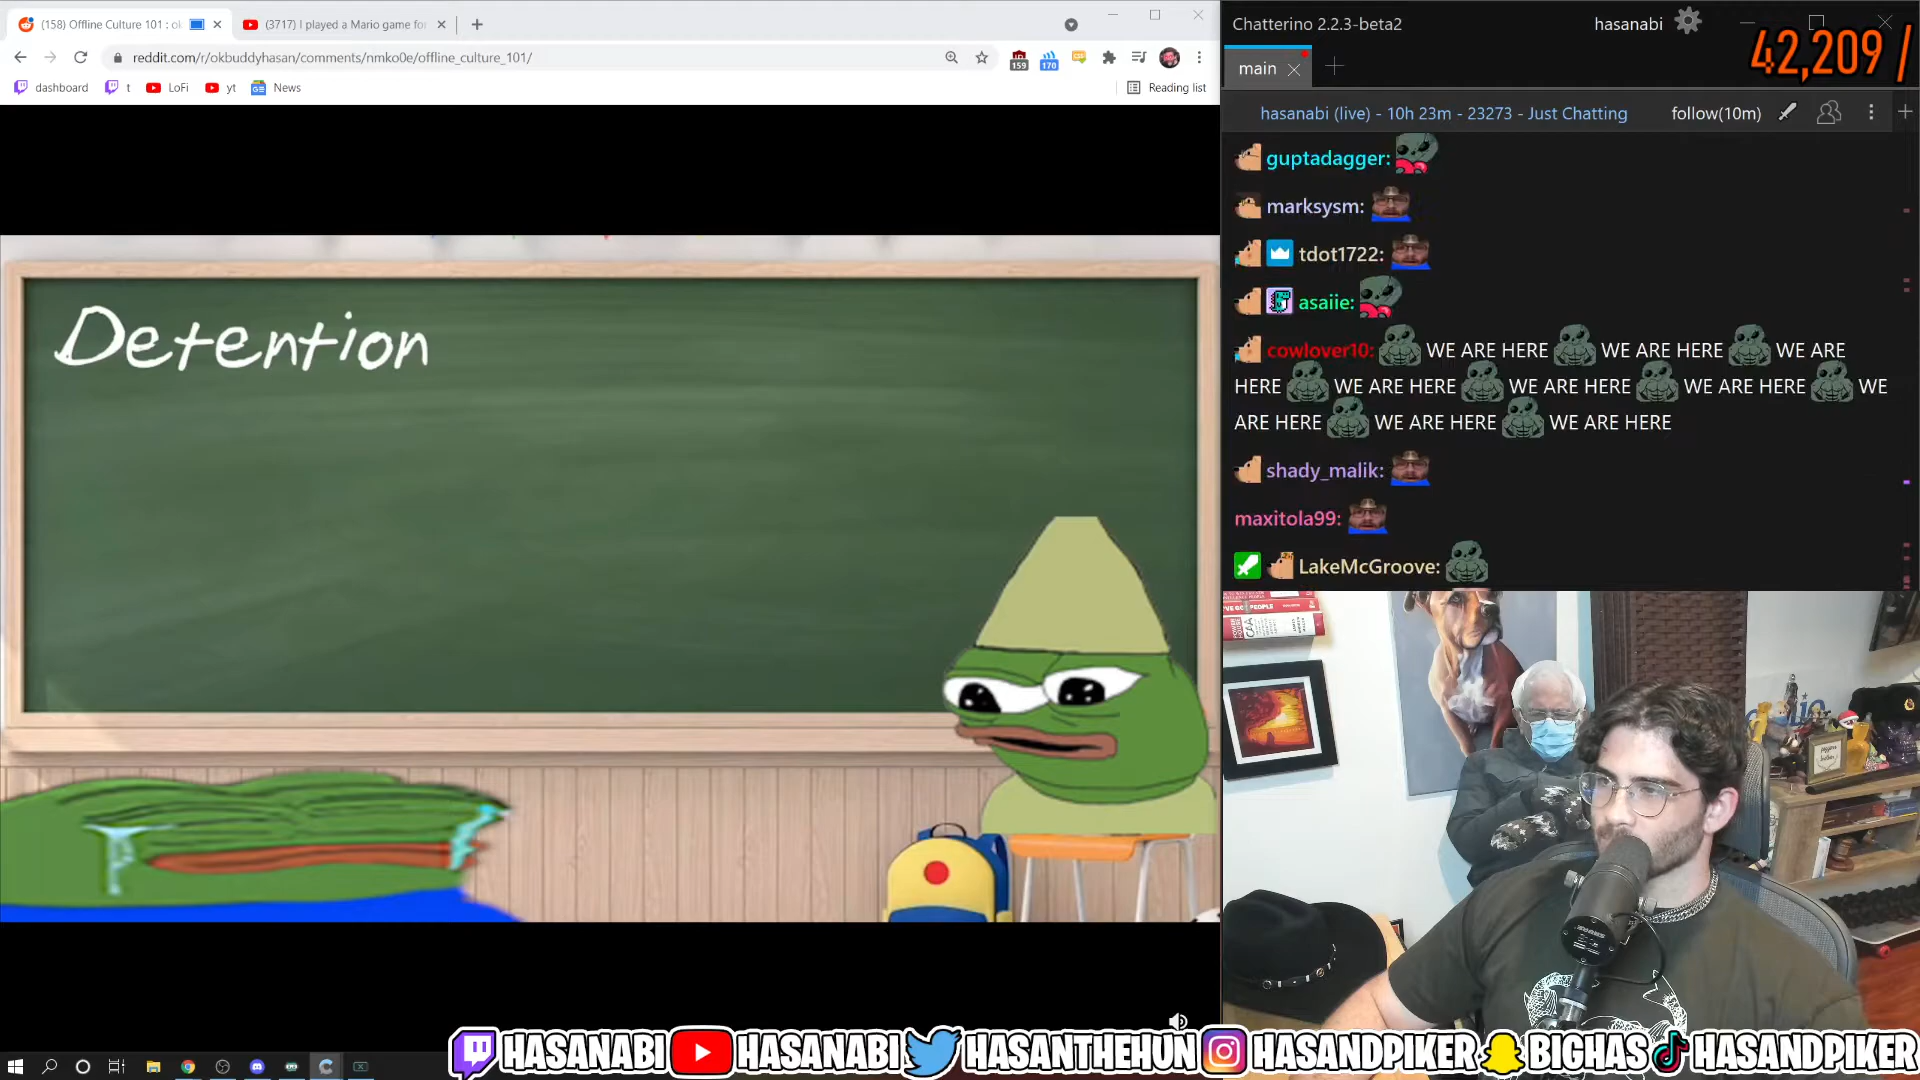 (158) Offline Culture 101 : ok
(3717) I played a Mario game for
reddit.com/r/okbuddyhasan/comments/nmko0e/offline_culture_101/
159
170
dashboard
t
LoFi
yt
News
Reading list
Detention
Chatterino 2.2.3-beta2
hasanabi
42,209 /
main
hasanabi (live) - 10h 23m - 23273 - Just Chatting
follow(10m)
guptadagger:
marksysm:
tdot1722:
asaiie:
cowlover10: WE ARE HERE WE ARE HERE WE ARE
HERE WE ARE HERE WE ARE HERE WE ARE HERE WE
ARE HERE WE ARE HERE WE ARE HERE
shady_malik:
maxitola99:
LakeMcGroove:
HASANABI HASANABI HASANTHEHUN HASANDPIKER BIGHAS HASANDPIKER